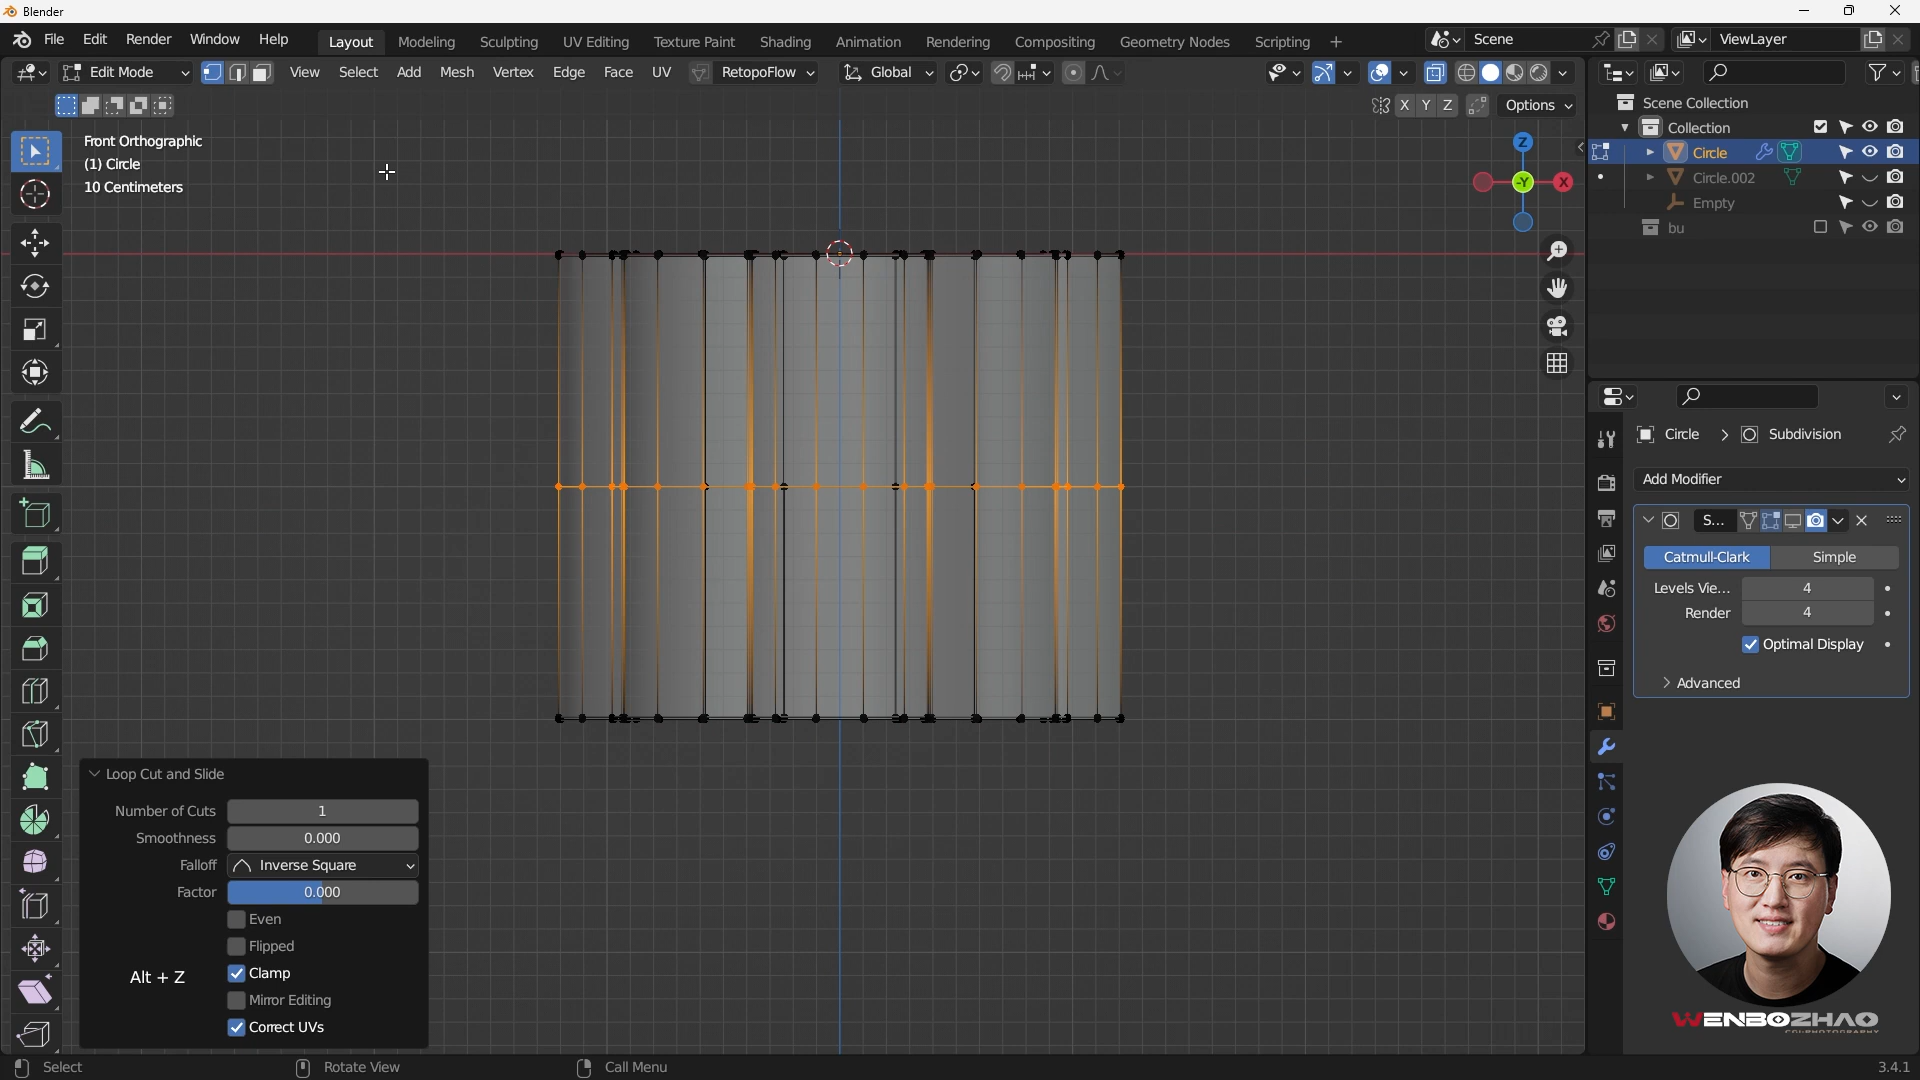 Blender
File Edit Render Window Help Layout Modeling Sculpting UV Editing Texture Paint Shading Animation Rendering Compositing Geometry Nodes Scripting + Scene ViewLayer
Edit Mode View Select Add Mesh Vertex Edge Face UV RetopoFlow Global
X Y Z Options
Front Orthographic
(1) Circle
10 Centimeters
Z
-Y X
Scene Collection
Collection
Circle
Circle.002
Empty
bu
Circle > Subdivision
Add Modifier
S...
Catmull-Clark Simple
Levels Vie... 4
Render 4
Optimal Display
Advanced
Loop Cut and Slide
Number of Cuts 1
Smoothness 0.000
Falloff Inverse Square
Factor 0.000
Even
Flipped
Alt + Z Clamp
Mirror Editing
Correct UVs
WENBOZHAO
Select Rotate View Call Menu 3.4.1